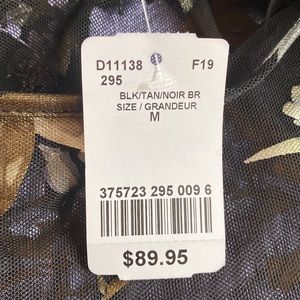 D11138 F19
295
BLK/TAN/NOIR BR
SIZE / GRANDEUR
M
375723 295 009 6
$89.95